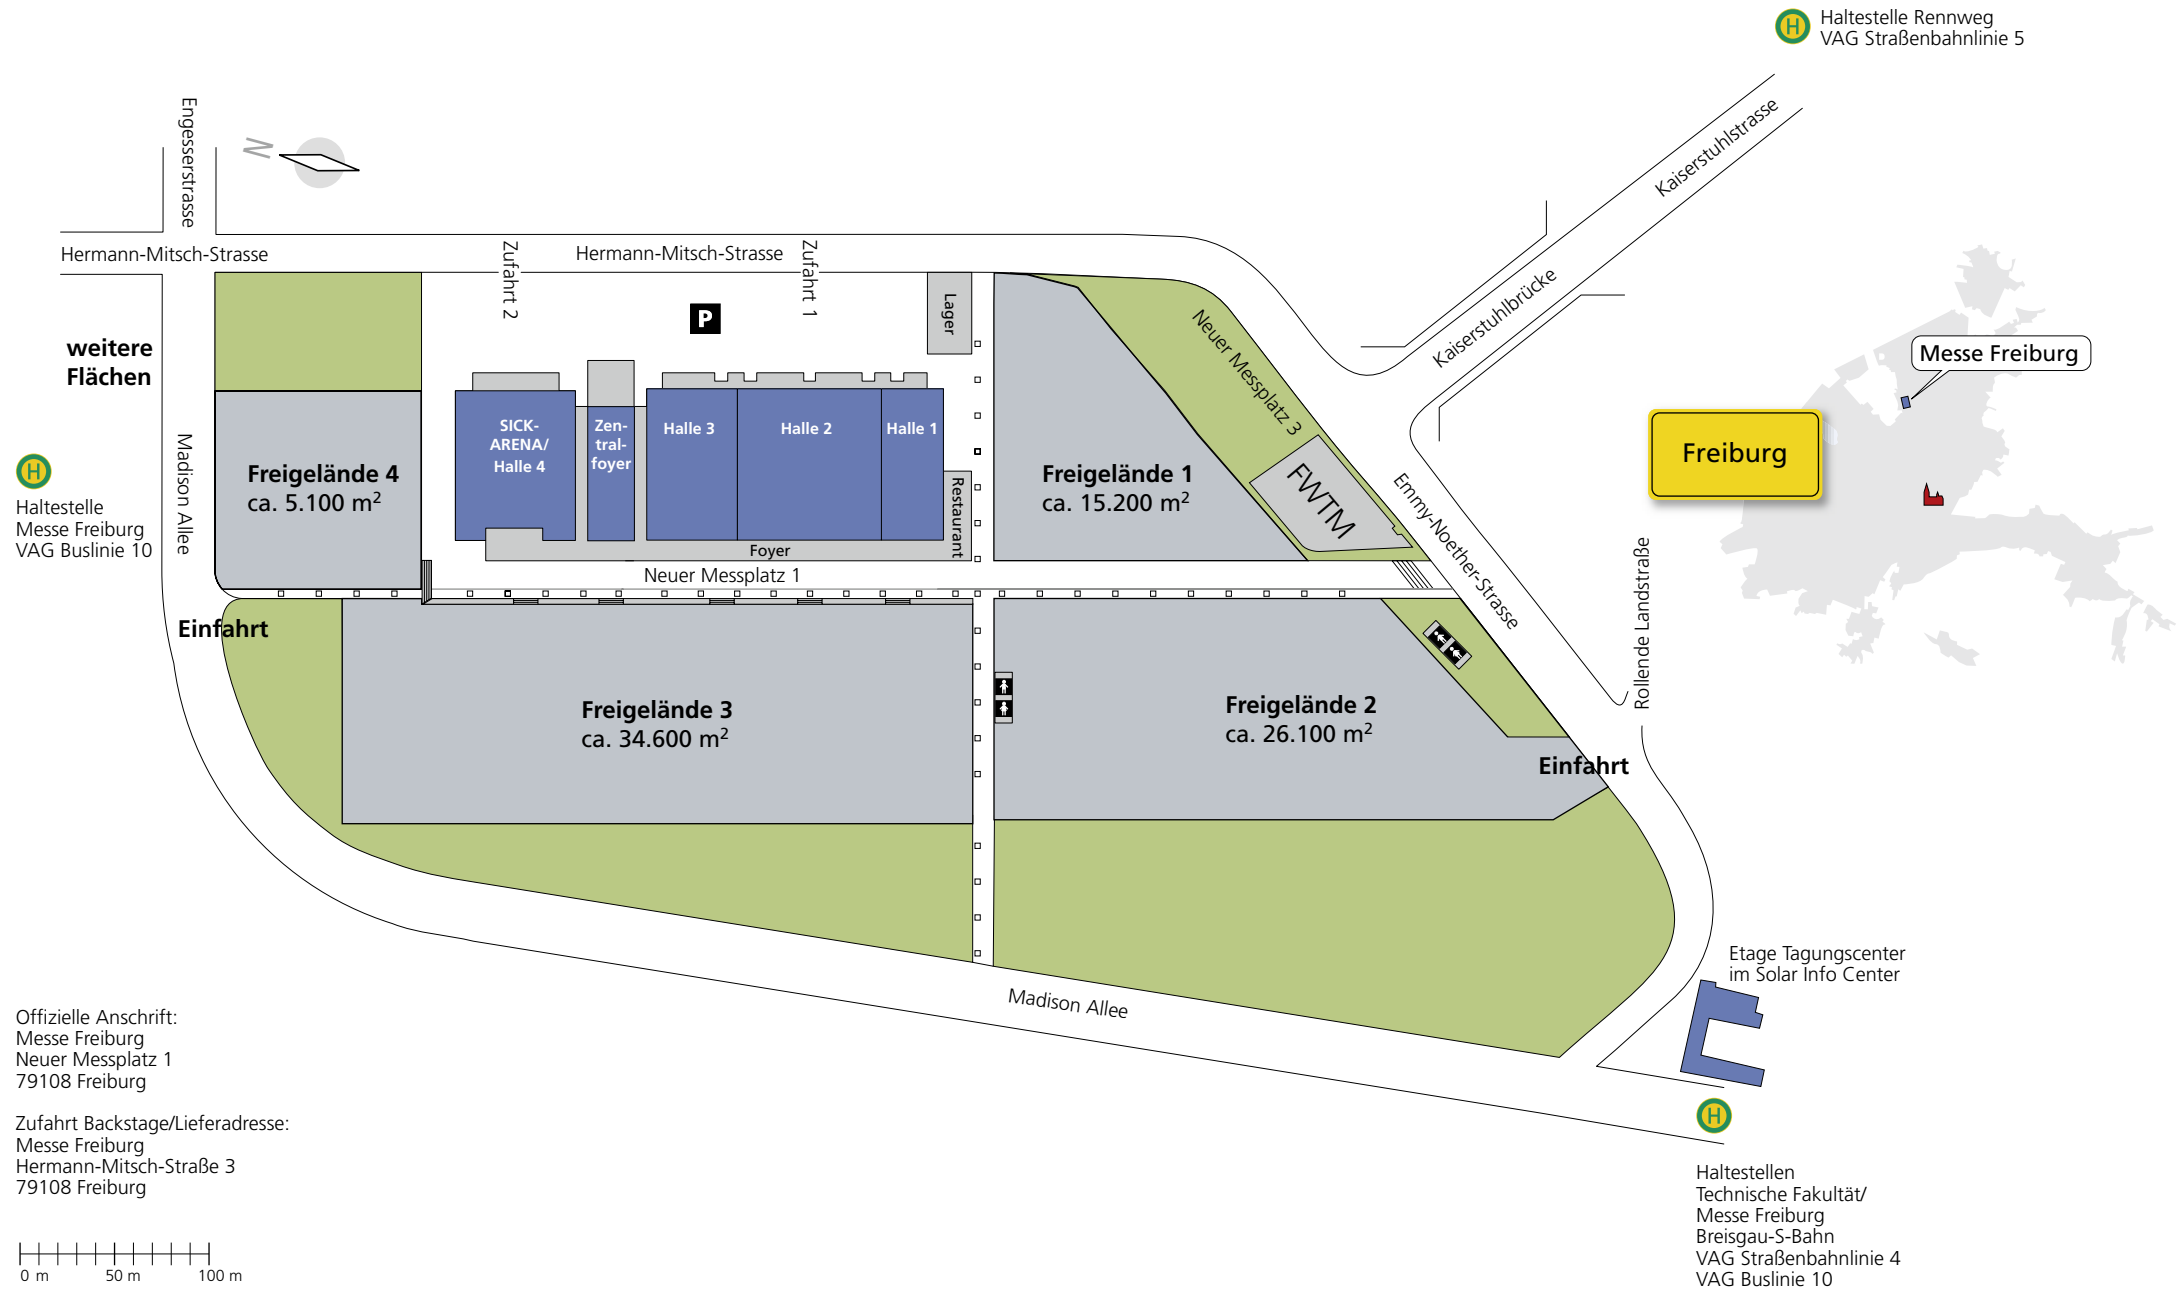 H
Haltestelle Rennweg
VAG Straßenbahnlinie 5
Engesserstrasse
N
Kaiserstuhlstrasse
Hermann-Mitsch-Strasse
Zufahrt 2
Hermann-Mitsch-Strasse
Zufahrt 1
Kaiserstuhlbrücke
P
Lager
Neuer Messplatz 3
weitere
Flächen
Messe Freiburg
Freiburg
Madison Allee
SICK-
ARENA/
Halle 4
Zen-
tral-
foyer
Halle 3
Halle 2
Halle 1
H
Haltestelle
Messe Freiburg
VAG Buslinie 10
Freigelände 4
ca. 5.100 m²
Restaurant
Freigelände 1
ca. 15.200 m²
FWTM
Emmy-Noether-Strasse
Rollende Landstraße
Foyer
Neuer Messplatz 1
Einfahrt
Freigelände 3
ca. 34.600 m²
Freigelände 2
ca. 26.100 m²
Einfahrt
Etage Tagungscenter
im Solar Info Center
Madison Allee
Offizielle Anschrift:
Messe Freiburg
Neuer Messplatz 1
79108 Freiburg
Zufahrt Backstage/Lieferadresse:
Messe Freiburg
Hermann-Mitsch-Straße 3
79108 Freiburg
H
Haltestellen
Technische Fakultät/
Messe Freiburg
Breisgau-S-Bahn
VAG Straßenbahnlinie 4
VAG Buslinie 10
0 m 50 m 100 m